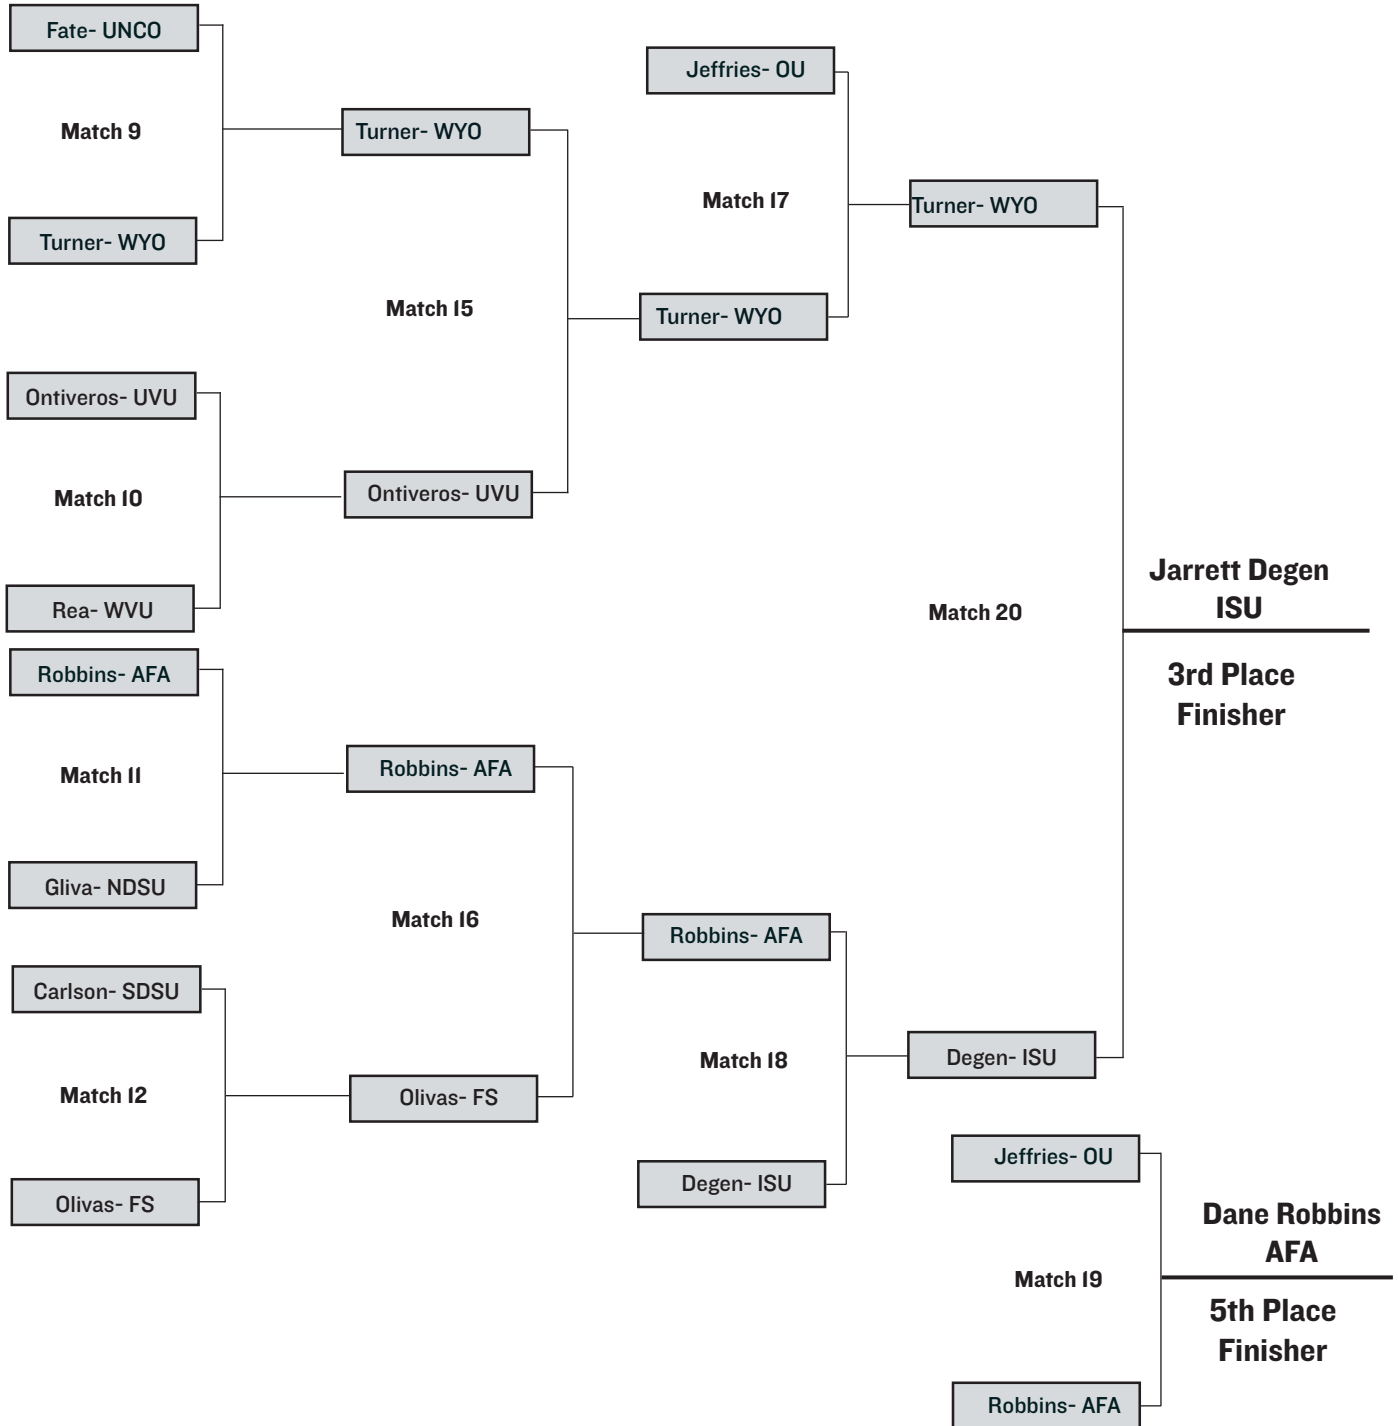 Fate- UNCO
Jeffries- OU
Match 9
Turner- WYO
Match 17
Turner- WYO
Turner- WYO
Match 15
Turner- WYO
Ontiveros- UVU
Match 10
Ontiveros- UVU
Rea- WVU
Match 20
Jarrett Degen
ISU
3rd Place
Finisher
Robbins- AFA
Match 11
Robbins- AFA
Gliva- NDSU
Match 16
Robbins- AFA
Carlson- SDSU
Match 12
Olivas- FS
Match 18
Degen- ISU
Olivas- FS
Degen- ISU
Jeffries- OU
Match 19
Dane Robbins
AFA
5th Place
Finisher
Robbins- AFA